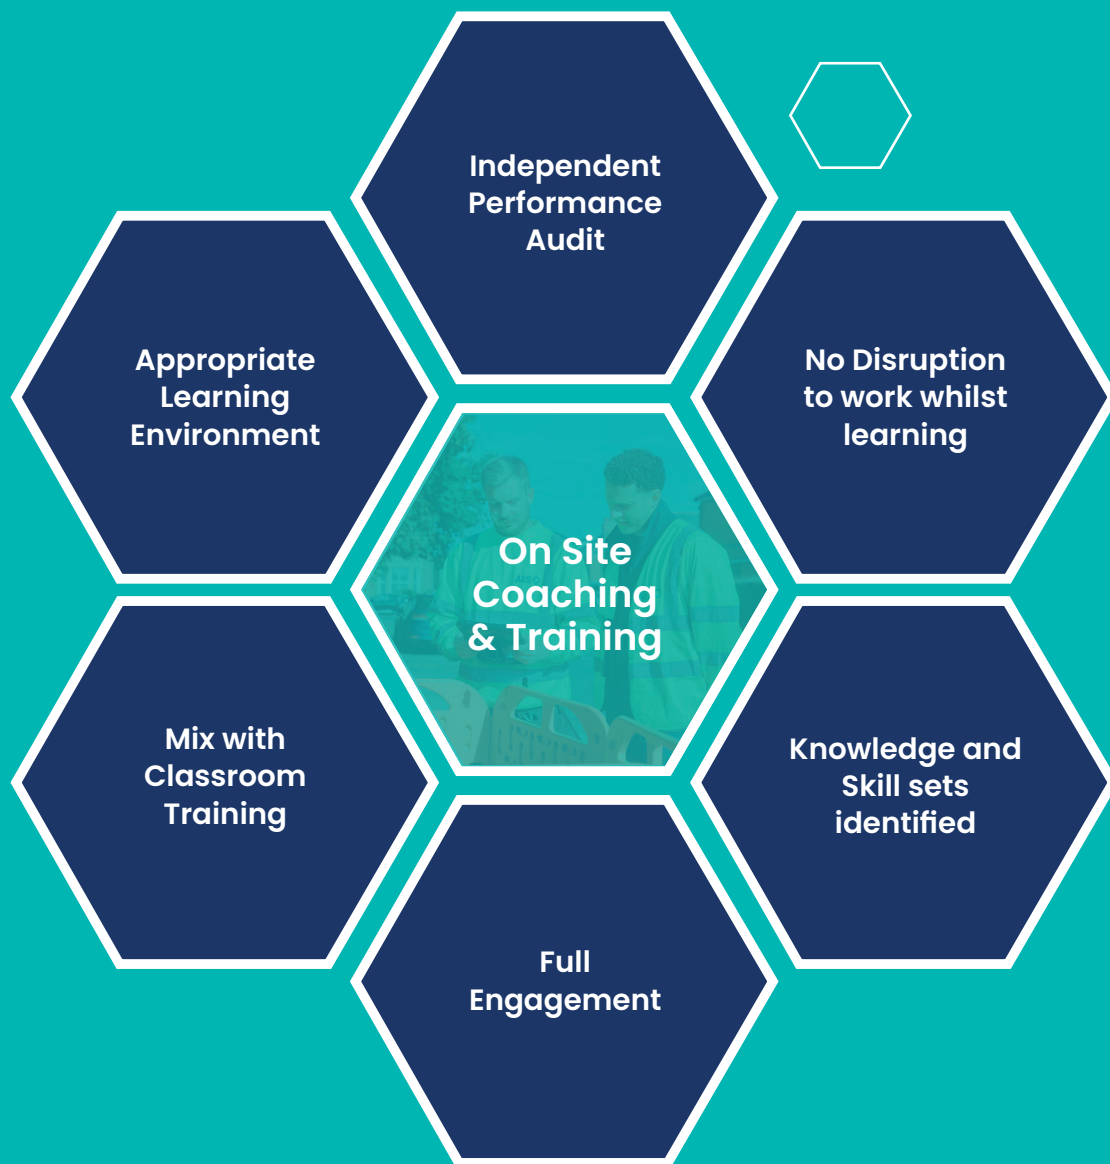 Independent
Performance
Audit
Appropriate
Learning
Environment
No Disruption
to work whilst
learning
On Site
Coaching
& Training
Mix with
Classroom
Training
Knowledge and
Skill sets
identified
Full
Engagement